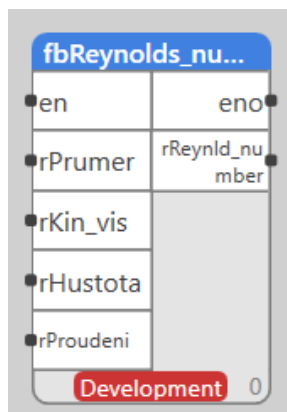 fbReynolds_nu...
en
eno
rPrumer
rReynld_nu
mber
rKin_vis
rHustota
rProudeni
Development
0